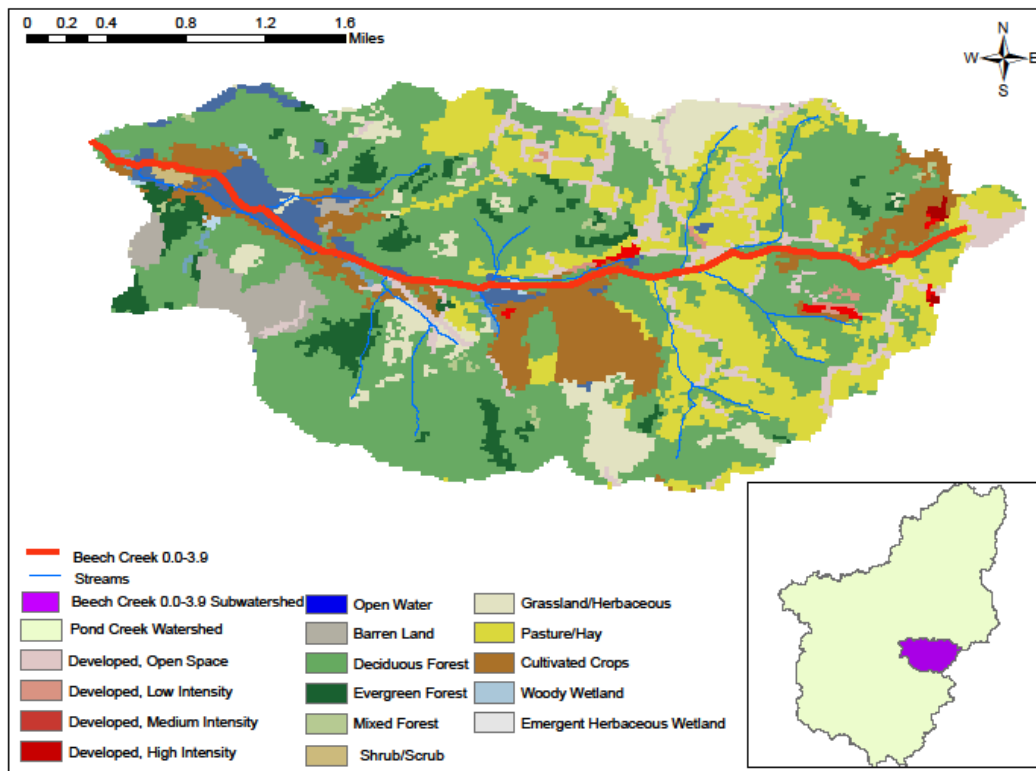 0 0.2 0.4 0.8 1.2 1.6
Miles
N
W E
S
Beech Creek 0.0-3.9
Streams
Beech Creek 0.0-3.9 Subwatershed
Pond Creek Watershed
Developed, Open Space
Developed, Low Intensity
Developed, Medium Intensity
Developed, High Intensity
Open Water
Barren Land
Deciduous Forest
Evergreen Forest
Mixed Forest
Shrub/Scrub
Grassland/Herbaceous
Pasture/Hay
Cultivated Crops
Woody Wetland
Emergent Herbaceous Wetland